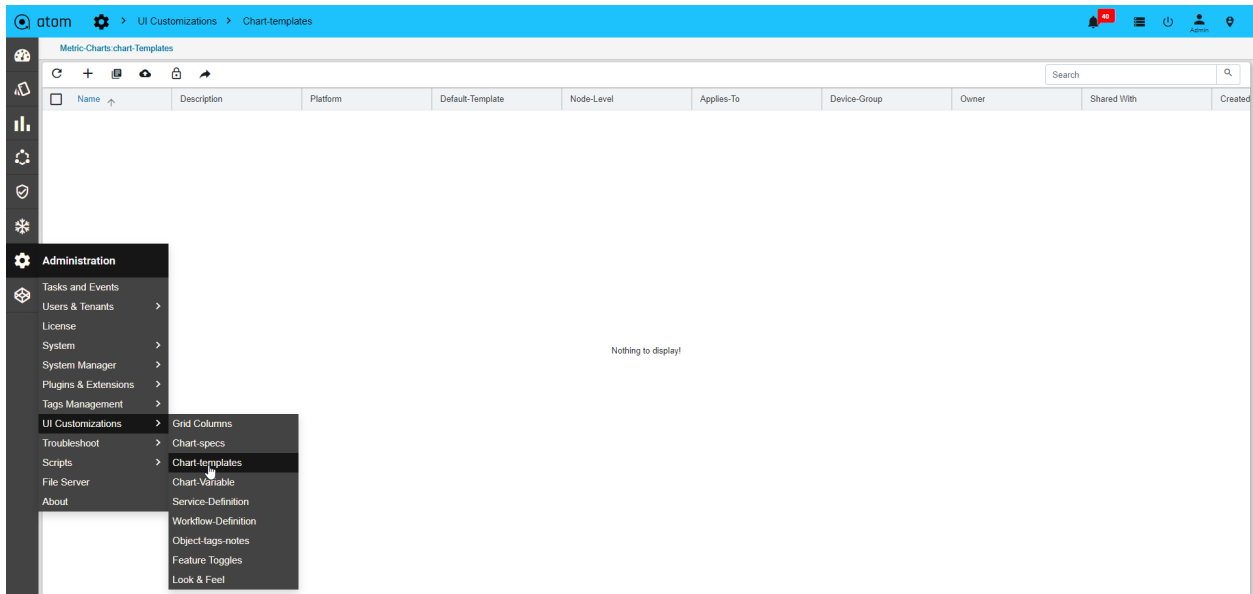 atom > UI Customizations > Chart-templates 40
Admin
Metric-Charts:chart-Templates
Search
Name Description Platform Default-Template Node-Level Applies-To Device-Group Owner Shared With Created
Nothing to display!
Administration
Tasks and Events
Users & Tenants >
License
System >
System Manager >
Plugins & Extensions >
Tags Management >
UI Customizations >
Troubleshoot >
Scripts >
File Server
About
Grid Columns
Chart-specs
Chart-templates
Chart-Variable
Service-Definition
Workflow-Definition
Object-tags-notes
Feature Toggles
Look & Feel